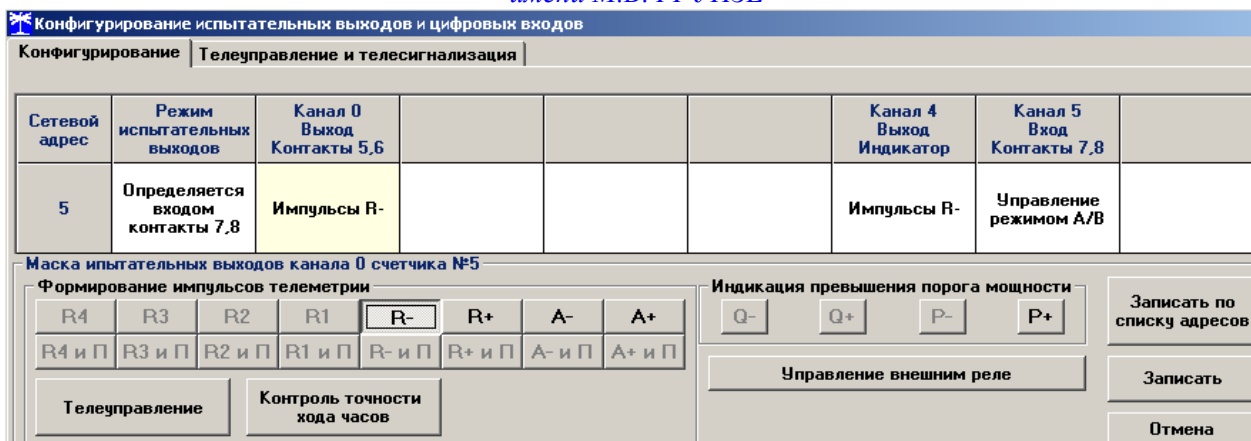 Конфигурирование испытательных выходов и цифровых входов
Конфигурирование Телеуправление и телесигнализация
Сетевой адрес
Режим испытательных выходов
Канал 0 Выход Контакты 5,6
Канал 4 Выход Индикатор
Канал 5 Вход Контакты 7,8
5
Определяется входом контакты 7,8
Импульсы R-
Импульсы R-
Управление режимом A/B
Маска ипытательных выходов канала 0 счетчика №5
Формирование импульсов телеметрии
Индикация превышения порога мощности
R4 R3 R2 R1 R- R+ A- A+
Q- Q+ P- P+
Записать по списку адресов
R4 и П R3 и П R2 и П R1 и П R- и П R+ и П A- и П A+ и П
Управление внешним реле
Записать
Телеуправление
Контроль точности хода часов
Отмена